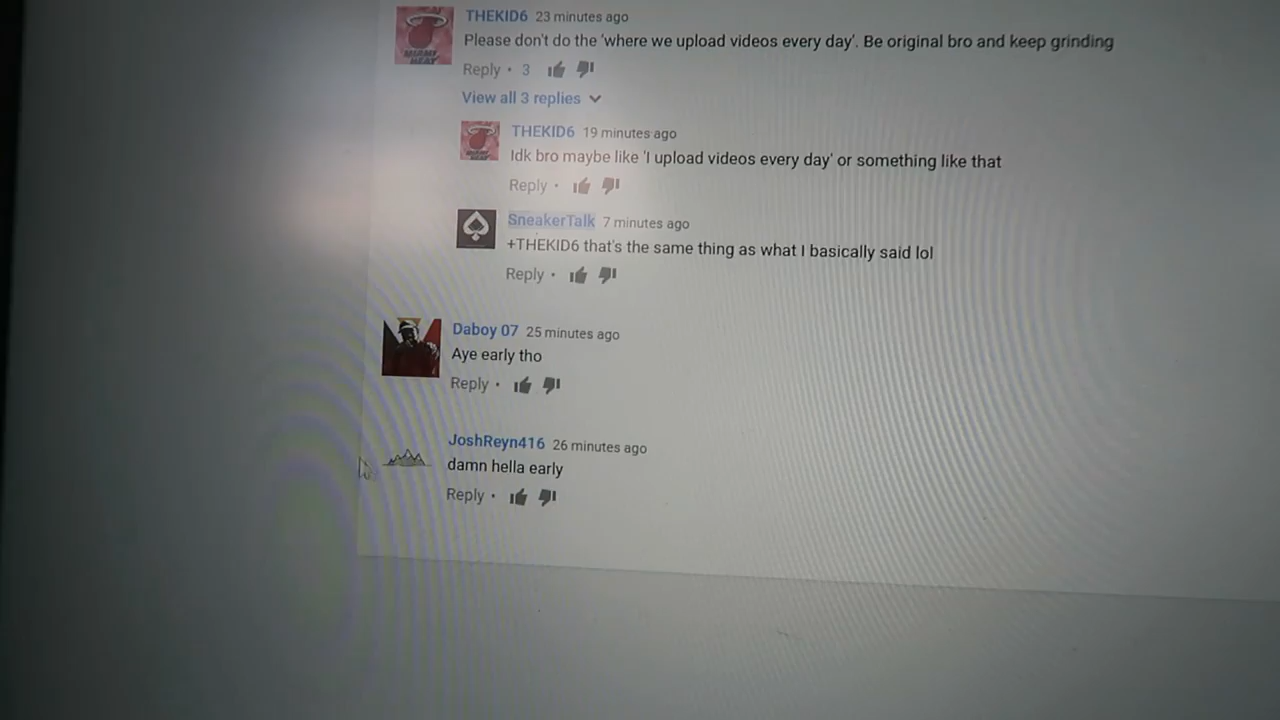 THEKID6 23 minutes ago
Please don't do the 'where we upload videos every day'. Be original bro and keep grinding
Reply • 3
View all 3 replies
THEKID6 19 minutes ago
Idk bro maybe like 'I upload videos every day' or something like that
Reply •
SneakerTalk 7 minutes ago
+THEKID6 that's the same thing as what I basically said lol
Reply •
Daboy 07 25 minutes ago
Aye early tho
Reply •
JoshReyn416 26 minutes ago
damn hella early
Reply •
MIAMI
HEAT